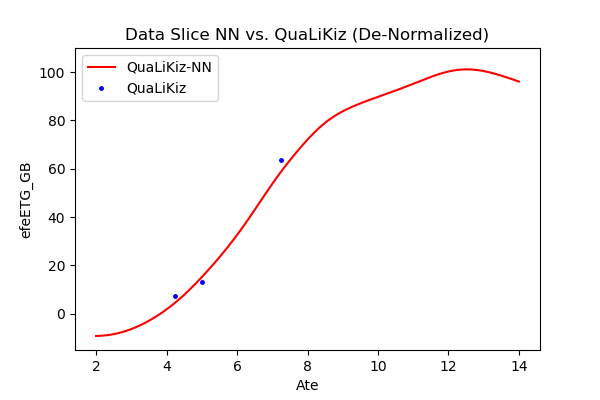 Data Slice NN vs. QuaLiKiz (De-Normalized)
QuaLiKiz-NN
QuaLiKiz
100
80
60
40
20
0
efeETG_GB
2 4 6 8 10 12 14
Ate